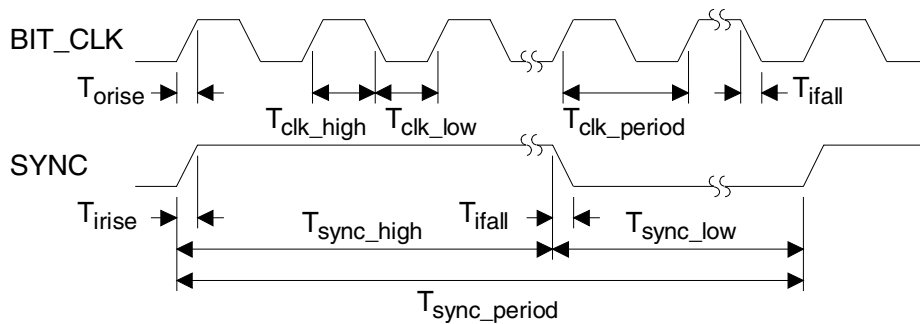 BIT_CLK
T_orise
T_clk_high
T_clk_low
T_clk_period
T_ifall
SYNC
T_irise
T_sync_high
T_ifall
T_sync_low
T_sync_period